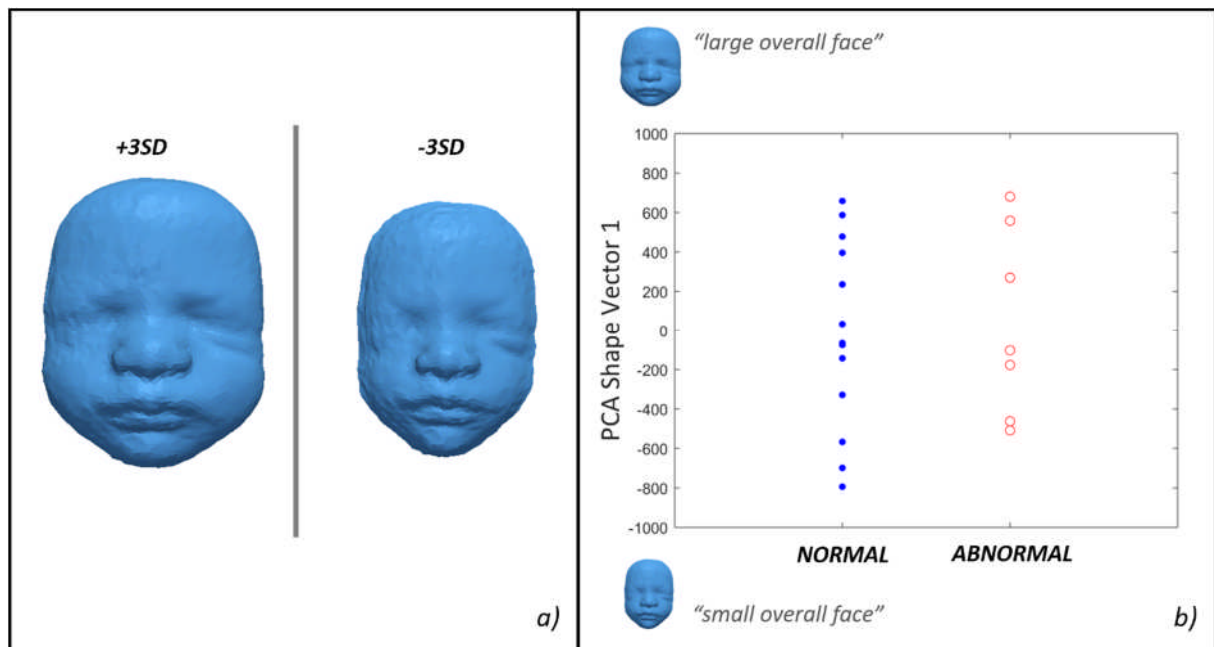 +3SD
-3SD
a)
“large overall face”
PCA Shape Vector 1
1000
800
600
400
200
0
-200
-400
-600
-800
-1000
NORMAL
ABNORMAL
“small overall face”
b)